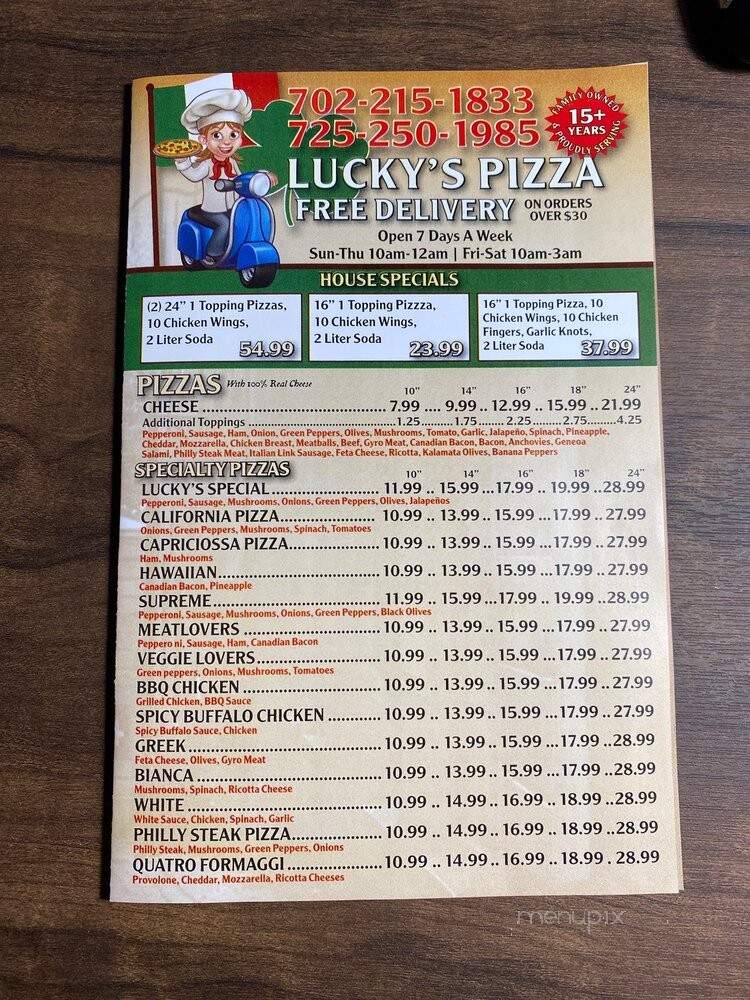 702-215-1833
725-250-1985
FAMILY OWNED
15+
YEARS
& PROUDLY SERVING
LUCKY'S PIZZA
FREE DELIVERY ON ORDERS
OVER $30
Open 7 Days A Week
Sun-Thu 10am-12am | Fri-Sat 10am-3am
HOUSE SPECIALS
(2) 24" 1 Topping Pizzas,
10 Chicken Wings,
2 Liter Soda 54.99
16" 1 Topping Pizzza,
10 Chicken Wings,
2 Liter Soda 23.99
16" 1 Topping Pizza, 10
Chicken Wings, 10 Chicken
Fingers, Garlic Knots,
2 Liter Soda 37.99
PIZZAS With 100% Real Cheese 10" 14" 16" 18" 24"
CHEESE ........ 7.99 .... 9.99 .. 12.99 .. 15.99 .. 21.99
Additional Toppings ........ 1.25 ........ 1.75 ....... 2.25 ....... 2.75 ........ 4.25
Pepperoni, Sausage, Ham, Onion, Green Peppers, Olives, Mushrooms, Tomato, Garlic, Jalapeño, Spinach, Pineapple,
Cheddar, Mozzarella, Chicken Breast, Meatballs, Beef, Gyro Meat, Canadian Bacon, Bacon, Anchovies, Geneoa
Salami, Philly Steak Meat, Italian Link Sausage, Feta Cheese, Ricotta, Kalamata Olives, Banana Peppers
SPECIALTY PIZZAS 10" 14" 16" 18" 24"
LUCKY'S SPECIAL ........ 11.99 .. 15.99 ...17.99 .. 19.99 ..28.99
Pepperoni, Sausage, Mushrooms, Onions, Green Peppers, Olives, Jalapeños
CALIFORNIA PIZZA ........ 10.99 .. 13.99 .. 15.99 ...17.99 .. 27.99
Onions, Green Peppers, Mushrooms, Spinach, Tomatoes
CAPRICIOSSA PIZZA ........ 10.99 .. 13.99 .. 15.99 ...17.99 .. 27.99
Ham, Mushrooms
HAWAIIAN ........ 10.99 .. 13.99 .. 15.99 ...17.99 .. 27.99
Canadian Bacon, Pineapple
SUPREME ........ 11.99 .. 15.99 ...17.99 .. 19.99 ..28.99
Pepperoni, Sausage, Mushrooms, Onions, Green Peppers, Black Olives
MEATLOVERS ........ 10.99 .. 13.99 .. 15.99 ...17.99 .. 27.99
Peppero ni, Sausage, Ham, Canadian Bacon
VEGGIE LOVERS ........ 10.99 .. 13.99 .. 15.99 ...17.99 .. 27.99
Green peppers, Onions, Mushrooms, Tomatoes
BBQ CHICKEN ........ 10.99 .. 13.99 .. 15.99 ...17.99 .. 27.99
Grilled Chicken, BBQ Sauce
SPICY BUFFALO CHICKEN ........ 10.99 .. 13.99 .. 15.99 ...17.99 .. 27.99
Spicy Buffalo Sauce, Chicken
GREEK ........ 10.99 .. 13.99 .. 15.99 ...17.99 ..28.99
Feta Cheese, Olives, Gyro Meat
BIANCA ........ 10.99 .. 13.99 .. 15.99 ...17.99 ..28.99
Mushrooms, Spinach, Ricotta Cheese
WHITE ........ 10.99 .. 14.99 .. 16.99 .. 18.99 ..28.99
White Sauce, Chicken, Spinach, Garlic
PHILLY STEAK PIZZA ........ 10.99 .. 14.99 .. 16.99 .. 18.99 ..28.99
Philly Steak, Mushrooms, Green Peppers, Onions
QUATRO FORMAGGI ........ 10.99 .. 14.99 .. 16.99 .. 18.99 . 28.99
Provolone, Cheddar, Mozzarella, Ricotta Cheeses
menupix